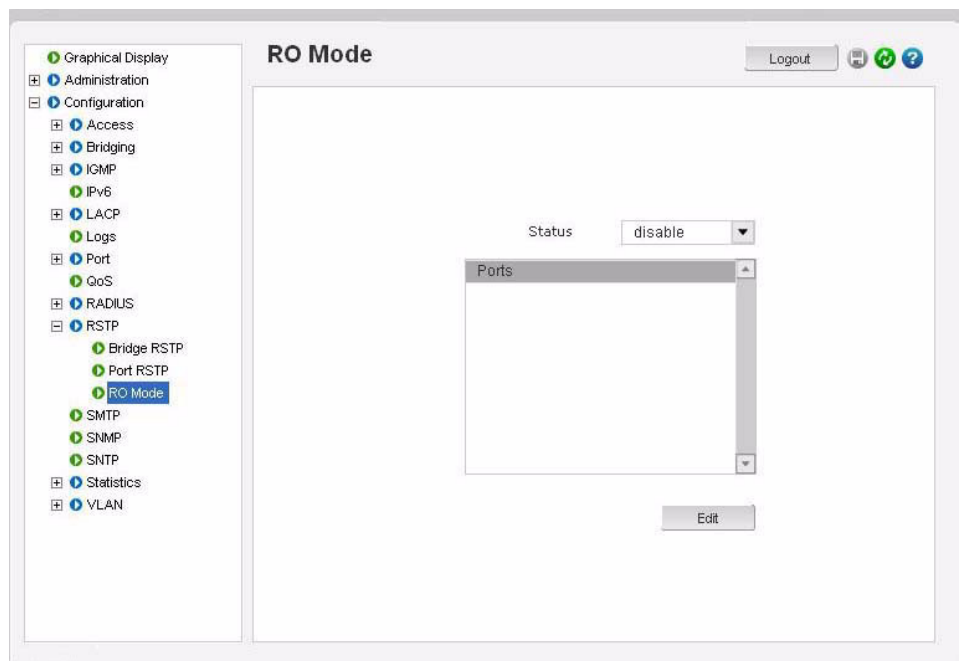 RO Mode
Logout
Graphical Display
Administration
Configuration
Access
Bridging
IGMP
IPv6
LACP
Logs
Port
QoS
RADIUS
RSTP
Bridge RSTP
Port RSTP
RO Mode
SMTP
SNMP
SNTP
Statistics
VLAN
Status disable
Ports
Edit